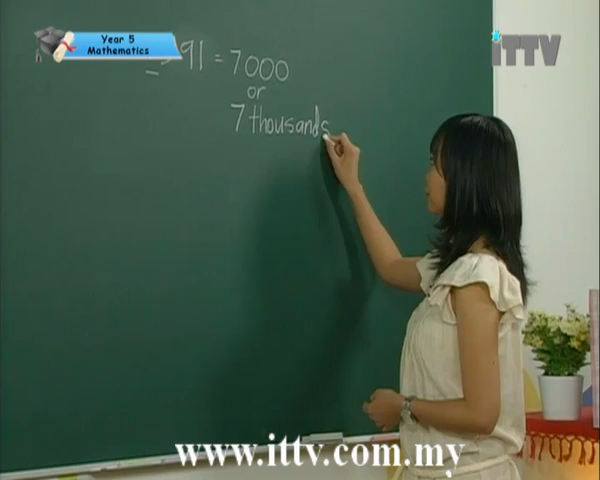 Year 5
Mathematics
iTTV
91 = 7000
or
7 thousands
www.ittv.com.my